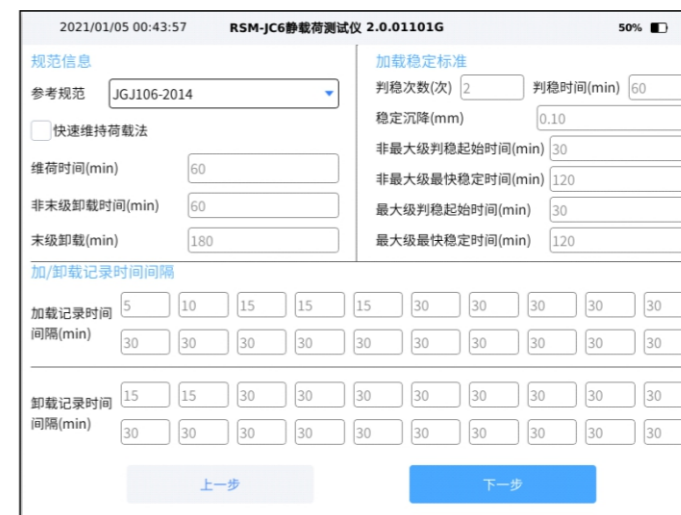 2021/01/05 00:43:57 RSM-JC6静载荷测试仪 2.0.01101G 50%
规范信息
参考规范 JGJ106-2014
快速维持荷载法
维荷时间(min) 60
非末级卸载时间(min) 60
末级卸载(min) 180
加载稳定标准
判稳次数(次) 2 判稳时间(min) 60
稳定沉降(mm) 0.10
非最大级判稳起始时间(min) 30
非最大级最快稳定时间(min) 120
最大级判稳起始时间(min) 30
最大级最快稳定时间(min) 120
加/卸载记录时间间隔
加载记录时间
间隔(min)
5 10 15 15 15 30 30 30 30 30
30 30 30 30 30 30 30 30 30 30
卸载记录时间
间隔(min)
15 15 30 30 30 30 30 30 30 30
30 30 30 30 30 30 30 30 30 30
上一步 下一步